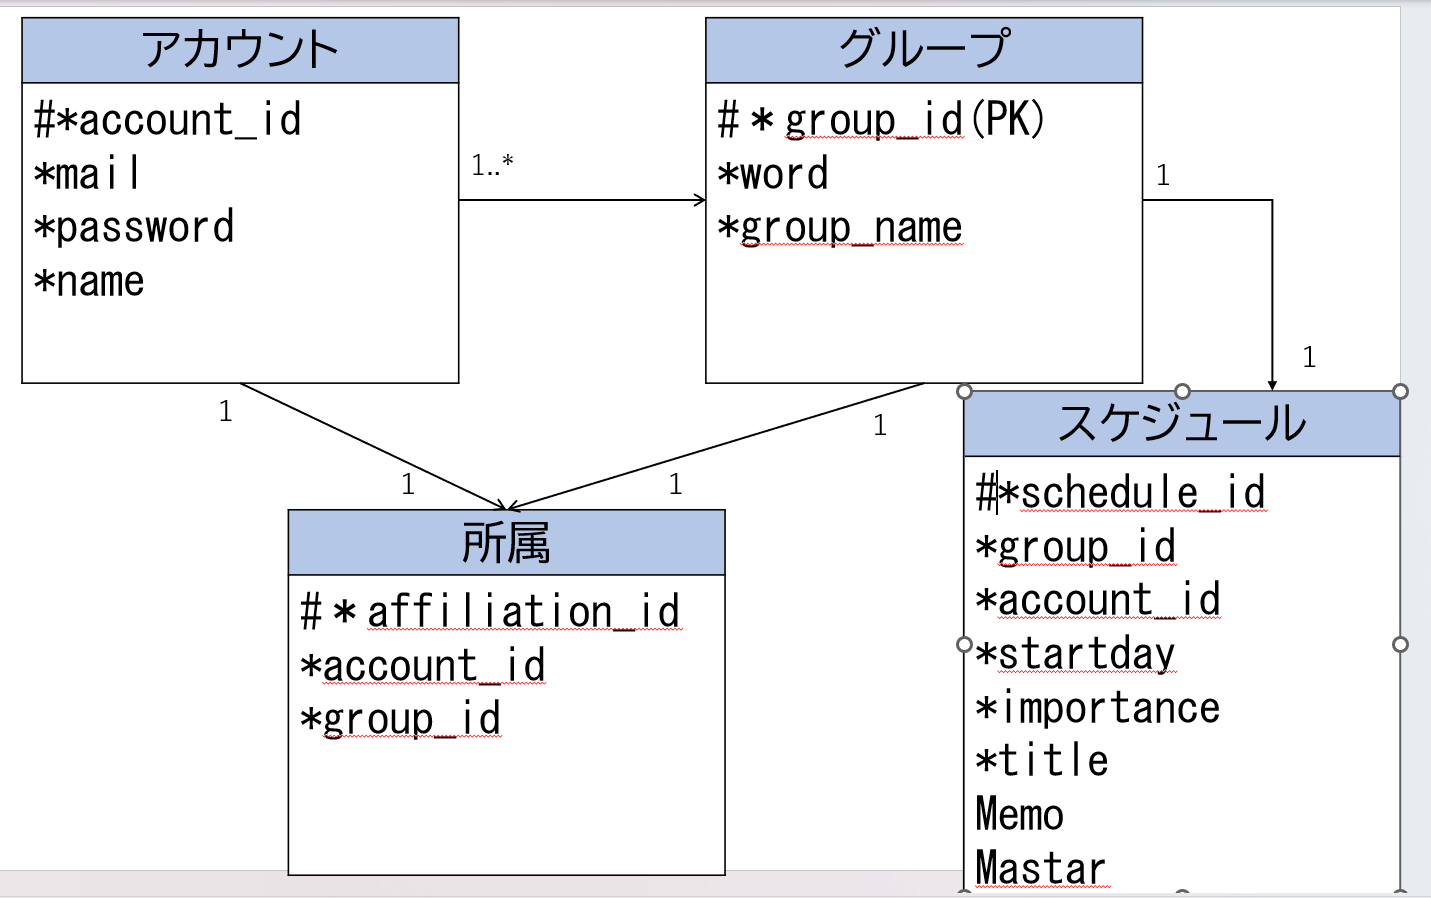 アカウント
#*account_id
*mail
*password
*name
1..*
グループ
#＊group_id(PK)
*word
*group_name
1
1
1
1
1
1
所属
#＊affiliation_id
*account_id
*group_id
スケジュール
#*schedule_id
*group_id
*account_id
*startday
*importance
*title
Memo
Mastar